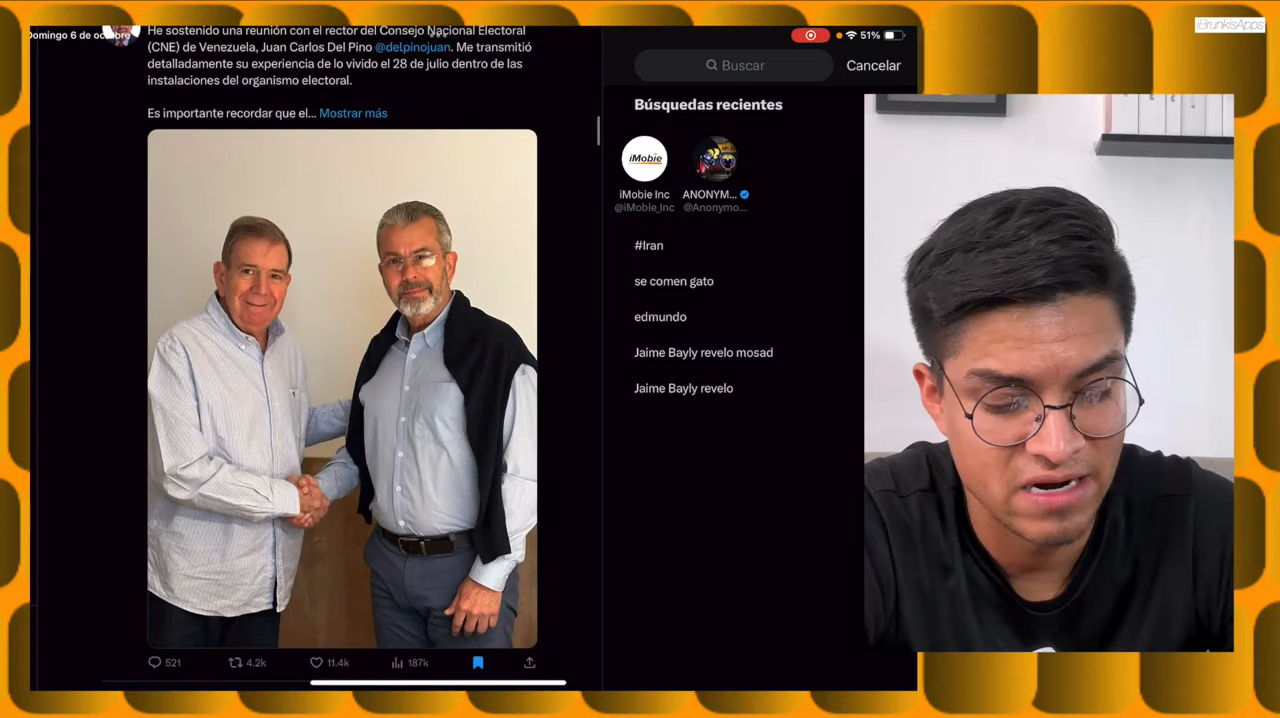 Domingo 6 de octubre
He sostenido una reunión con el rector del Consejo Nacional Electoral
(CNE) de Venezuela, Juan Carlos Del Pino @delpinojuan. Me transmitió
detalladamente su experiencia de lo vivido el 28 de julio dentro de las
instalaciones del organismo electoral.
Es importante recordar que el... Mostrar más
521 4.2k 11.4k 187k
51%
Buscar Cancelar
Búsquedas recientes
iMobie
iMobie Inc ANONYM...
@iMobie_Inc @Anonymo...
#Iran
se comen gato
edmundo
Jaime Bayly revelo mosad
Jaime Bayly revelo
iBrunkisApps